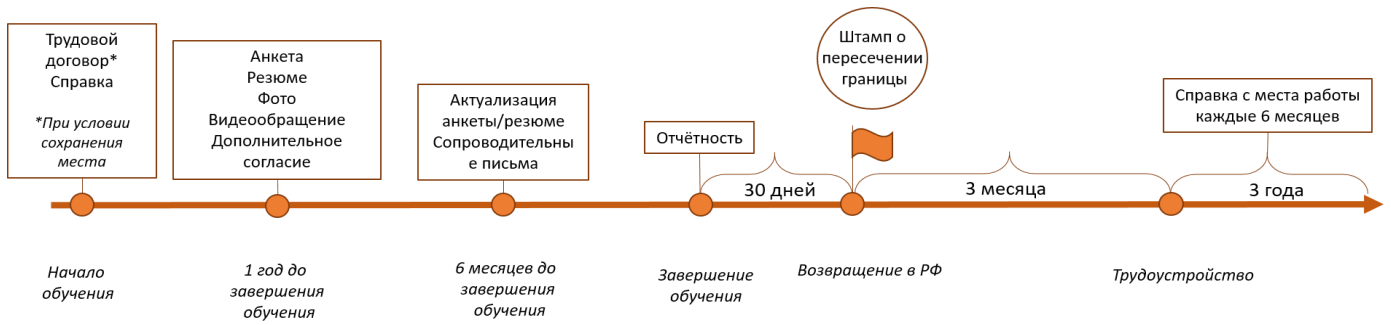 Трудовой
договор*
Справка
*При условии
сохранения
места
Анкета
Резюме
Фото
Видеообращение
Дополнительное
согласие
Актуализация
анкеты/резюме
Сопроводительны
е письма
Отчётность
Штамп о
пересечении
границы
Справка с места работы
каждые 6 месяцев
30 дней
3 месяца
3 года
Начало
обучения
1 год до
завершения
обучения
6 месяцев до
завершения
обучения
Завершение
обучения
Возвращение в РФ
Трудоустройство